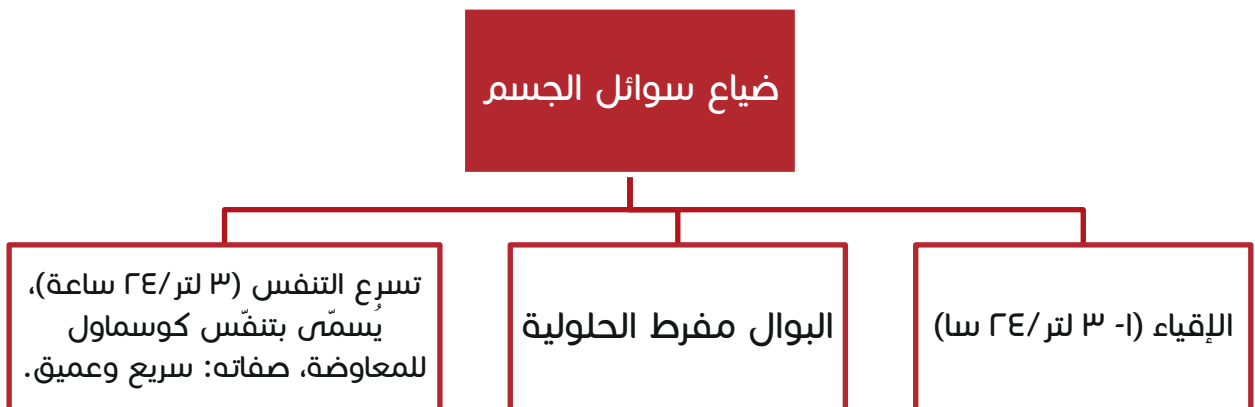 ضياع سوائل الجسم
الإقياء (١- ٣ لتر/٢٤ سا)
البوال مفرط الحلولية
تسرع التنفس (٣ لتر/٢٤ ساعة)،
يُسمّى بتنفّس كوسماول
للمعاوضة، صفاته: سريع وعميق.